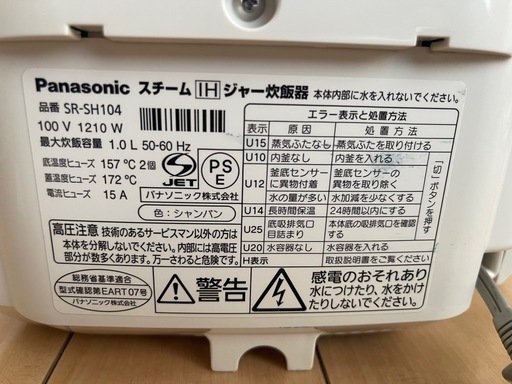 Panasonic スチーム IH ジャー炊飯器 本体内部に水を入れないでください。
品番 SR-SH104
100 V 1210 W
最大炊飯容量 1.0 L 50-60 Hz
底温度ヒューズ 157℃ 2個
蓋温度ヒューズ 172℃
電流ヒューズ 15 A
S JET
PS E
パナソニック株式会社
色:シャンパン
高圧注意 技術のあるサービスマン以外の方は
あけないでください。内部には高電圧
部分が多数あり、万一さわると危険です。
総務省基準適合
型式確認第EART07号
パナソニック株式会社
エラー表示と処置方法
表示 原因 処置方法
U15 蒸気ふたなし 蒸気ふたを取り付ける
U10 内釜なし 内釜を入れる
U12 釜底センサーに異物付着 釜底センサーの異物を取り除く
水の量が多い 水加減を少なくする
U14 長時間保温 24時間以内にする
U25 底吸排気口目詰まり 本体底の吸排気口を確認する
U20 水容器なし 水容器を入れる
H表示 取扱説明書をご覧ください
「切」ボタンを押す
警告
感電のおそれあり
水につけたり、水をかけ
たりしないでください。